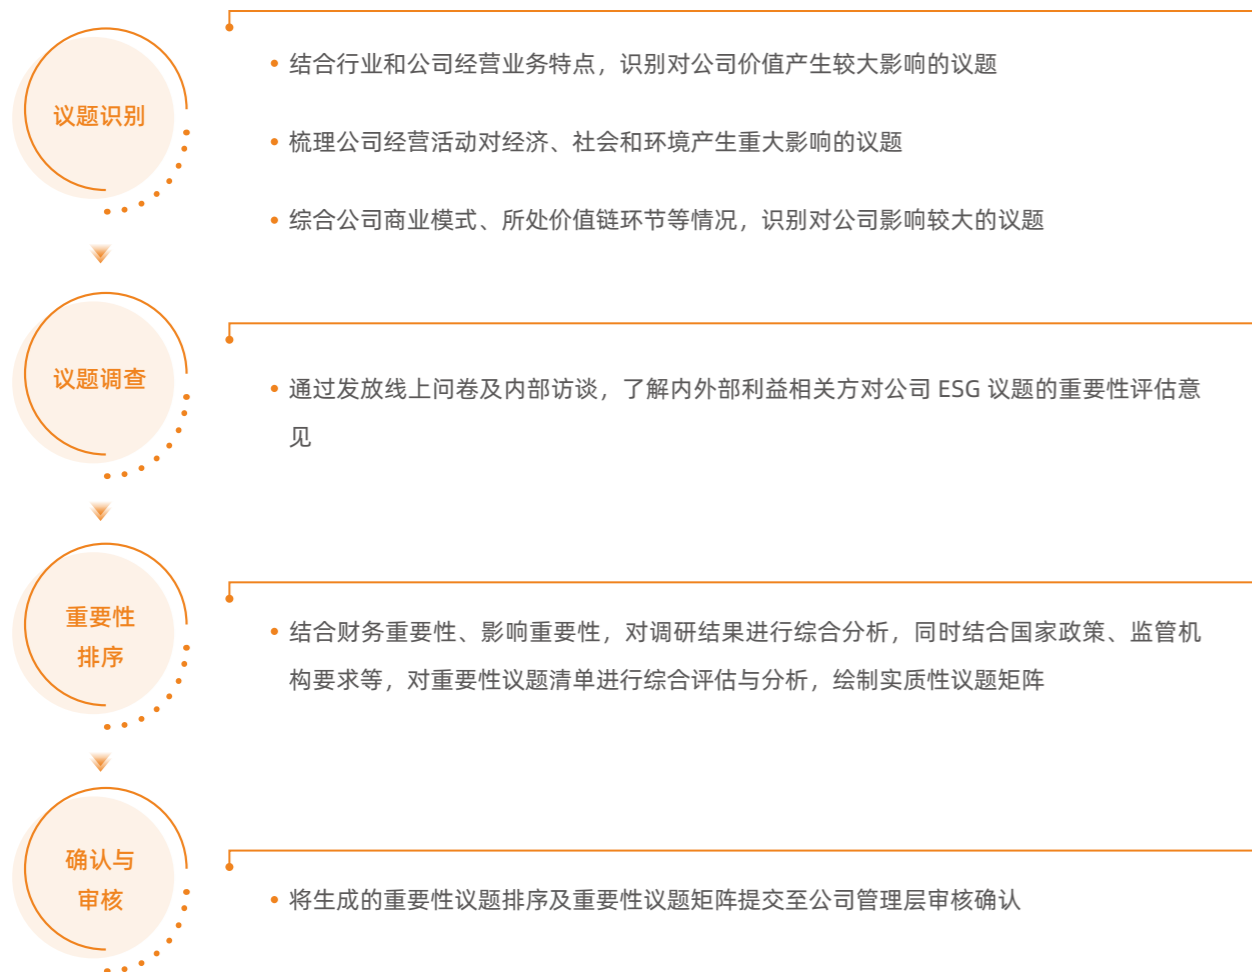 议题识别
结合行业和公司经营业务特点，识别对公司价值产生较大影响的议题
梳理公司经营活动对经济、社会和环境产生重大影响的议题
综合公司商业模式、所处价值链环节等情况，识别对公司影响较大的议题
议题调查
通过发放线上问卷及内部访谈，了解内外部利益相关方对公司 ESG 议题的重要性评估意
见
重要性
排序
结合财务重要性、影响重要性，对调研结果进行综合分析，同时结合国家政策、监管机
构要求等，对重要性议题清单进行综合评估与分析，绘制实质性议题矩阵
确认与
审核
将生成的重要性议题排序及重要性议题矩阵提交至公司管理层审核确认